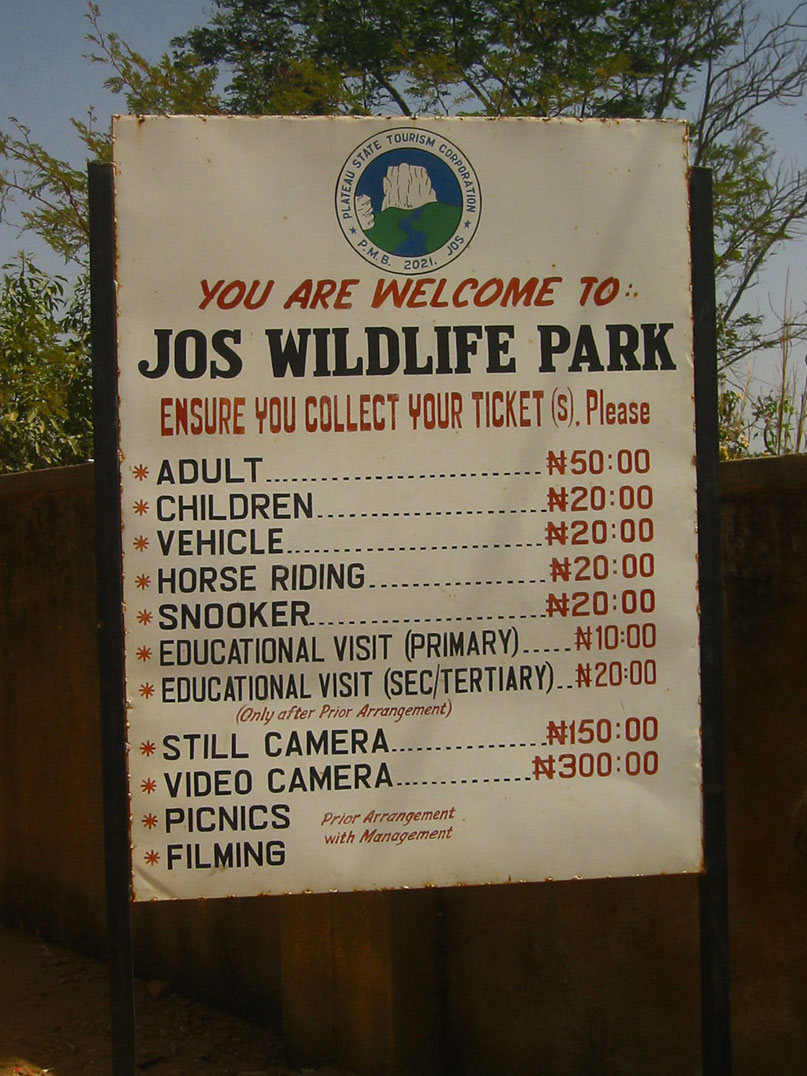 PLATEAU STATE TOURISM CORPORATION
★ P.M.B. 2021, JOS ★
YOU ARE WELCOME TO:.
JOS WILDLIFE PARK
ENSURE YOU COLLECT YOUR TICKET (S), Please
* ADULT........................₦50:00
* CHILDREN........................₦20:00
* VEHICLE........................₦20:00
* HORSE RIDING..................₦20:00
* SNOOKER........................₦20:00
* EDUCATIONAL VISIT (PRIMARY).....₦10:00
* EDUCATIONAL VISIT (SEC/TERTIARY)..₦20:00
(Only after Prior Arrangement)
* STILL CAMERA................₦150:00
* VIDEO CAMERA..............₦300:00
* PICNICS Prior Arrangement
with Management
* FILMING